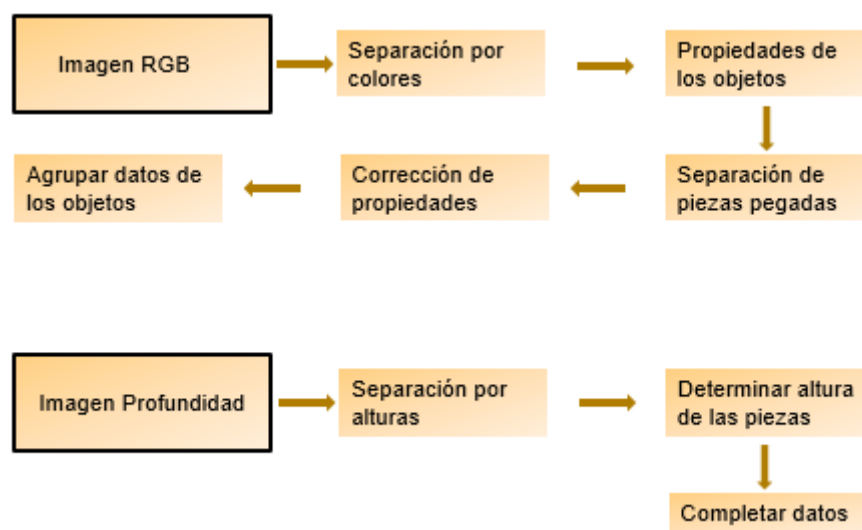 Imagen RGB
Separación por
colores
Propiedades de
los objetos
Separación de
piezas pegadas
Corrección de
propiedades
Agrupar datos de
los objetos
Imagen Profundidad
Separación por
alturas
Determinar altura
de las piezas
Completar datos